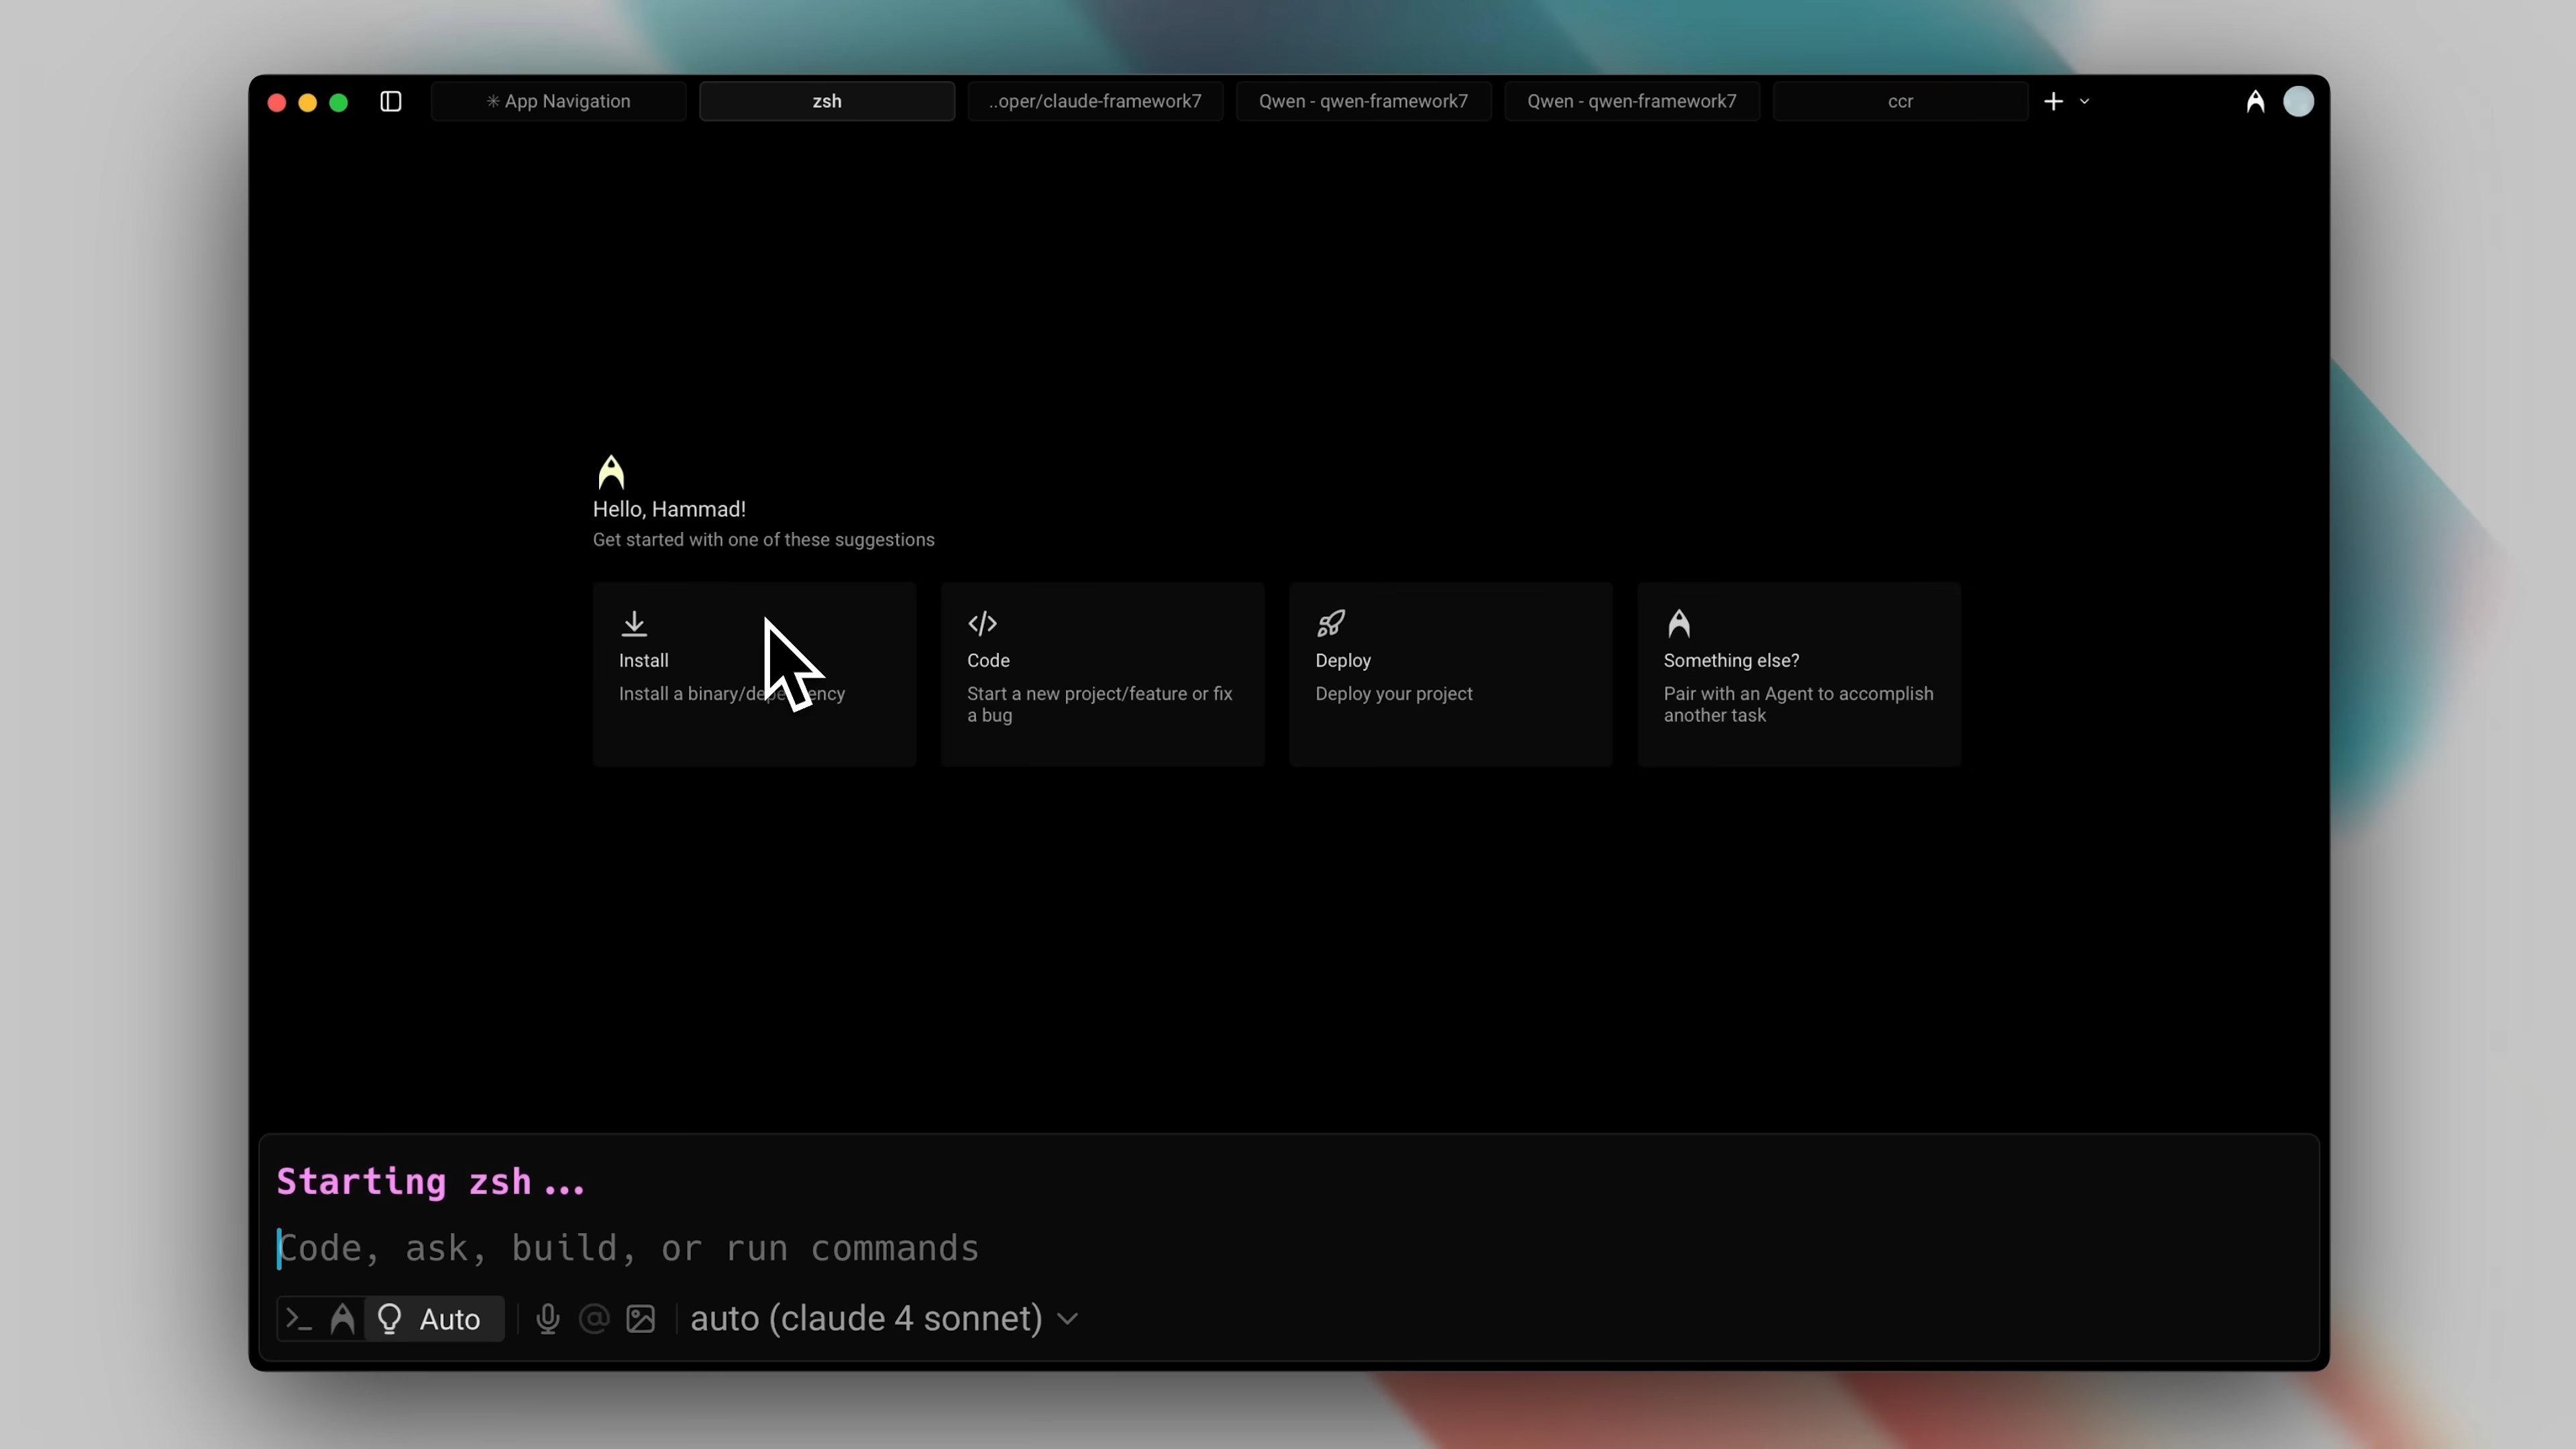 ✳ App Navigation
zsh
..oper/claude-framework7
Qwen - qwen-framework7
Qwen - qwen-framework7
ccr
Hello, Hammad!
Get started with one of these suggestions
Install
Install a binary/
Code
Start a new project/feature or fix
a bug
Deploy
Deploy your project
Something else?
Pair with an Agent to accomplish
another task
Starting zsh...
Code, ask, build, or run commands
Auto
auto (claude 4 sonnet)